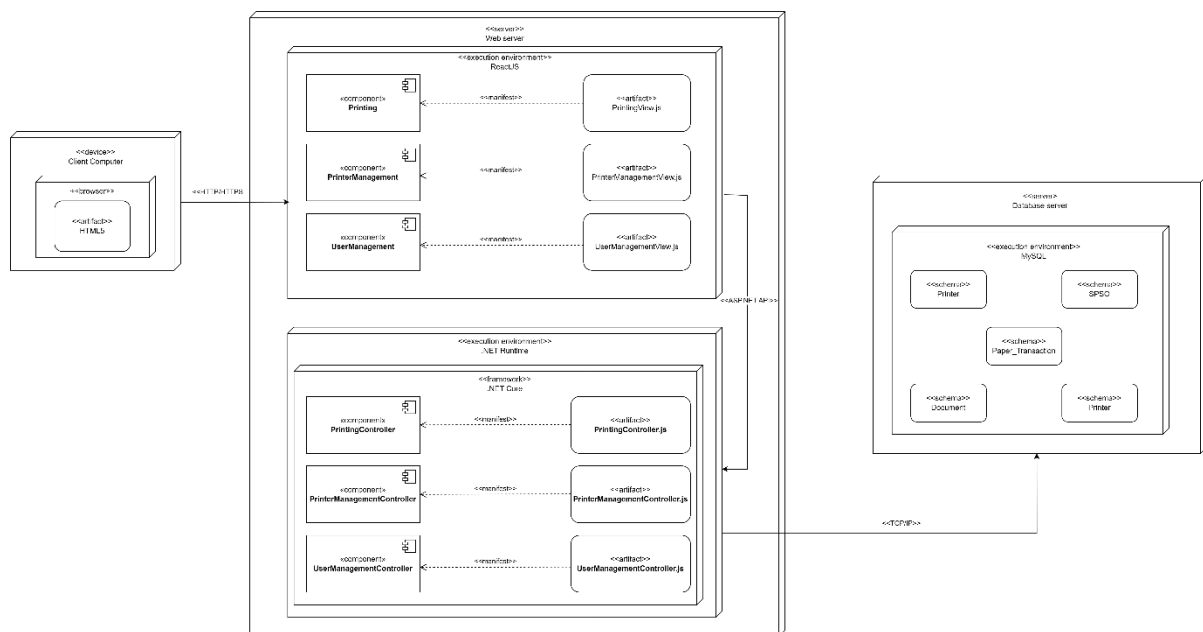 <<server>>
Web server
<<execution environment>>
ReactJS
«component»
Printing
<<manifest>>
<<artifact>>
PrintingView.js
«component»
PrinterManagement
<<manifest>>
<<artifact>>
PrinterManagementView.js
«component»
UserManagement
<<manifest>>
<<artifact>>
UserManagementView.js
<<device>>
Client Computer
<<browser>>
<<artifact>>
HTML5
<<HTTP/HTTPS
<<ASP.NET API>>
<<execution environment>>
.NET Runtime
<<framework>>
.NET Core
«component»
PrintingController
<<manifest>>
<<artifact>>
PrintingController.js
«component»
PrinterManagementController
<<manifest>>
<<artifact>>
PrinterManagementController.js
«component»
UserManagementController
<<manifest>>
<<artifact>>
UserManagementController.js
<<TCP/IP>>
<<server>>
Database server
<<execution environment>>
MySQL
<<schema>>
Printer
<<schema>>
SPSO
<<schema>>
Paper_Transaction
<<schema>>
Document
<<schema>>
Printer